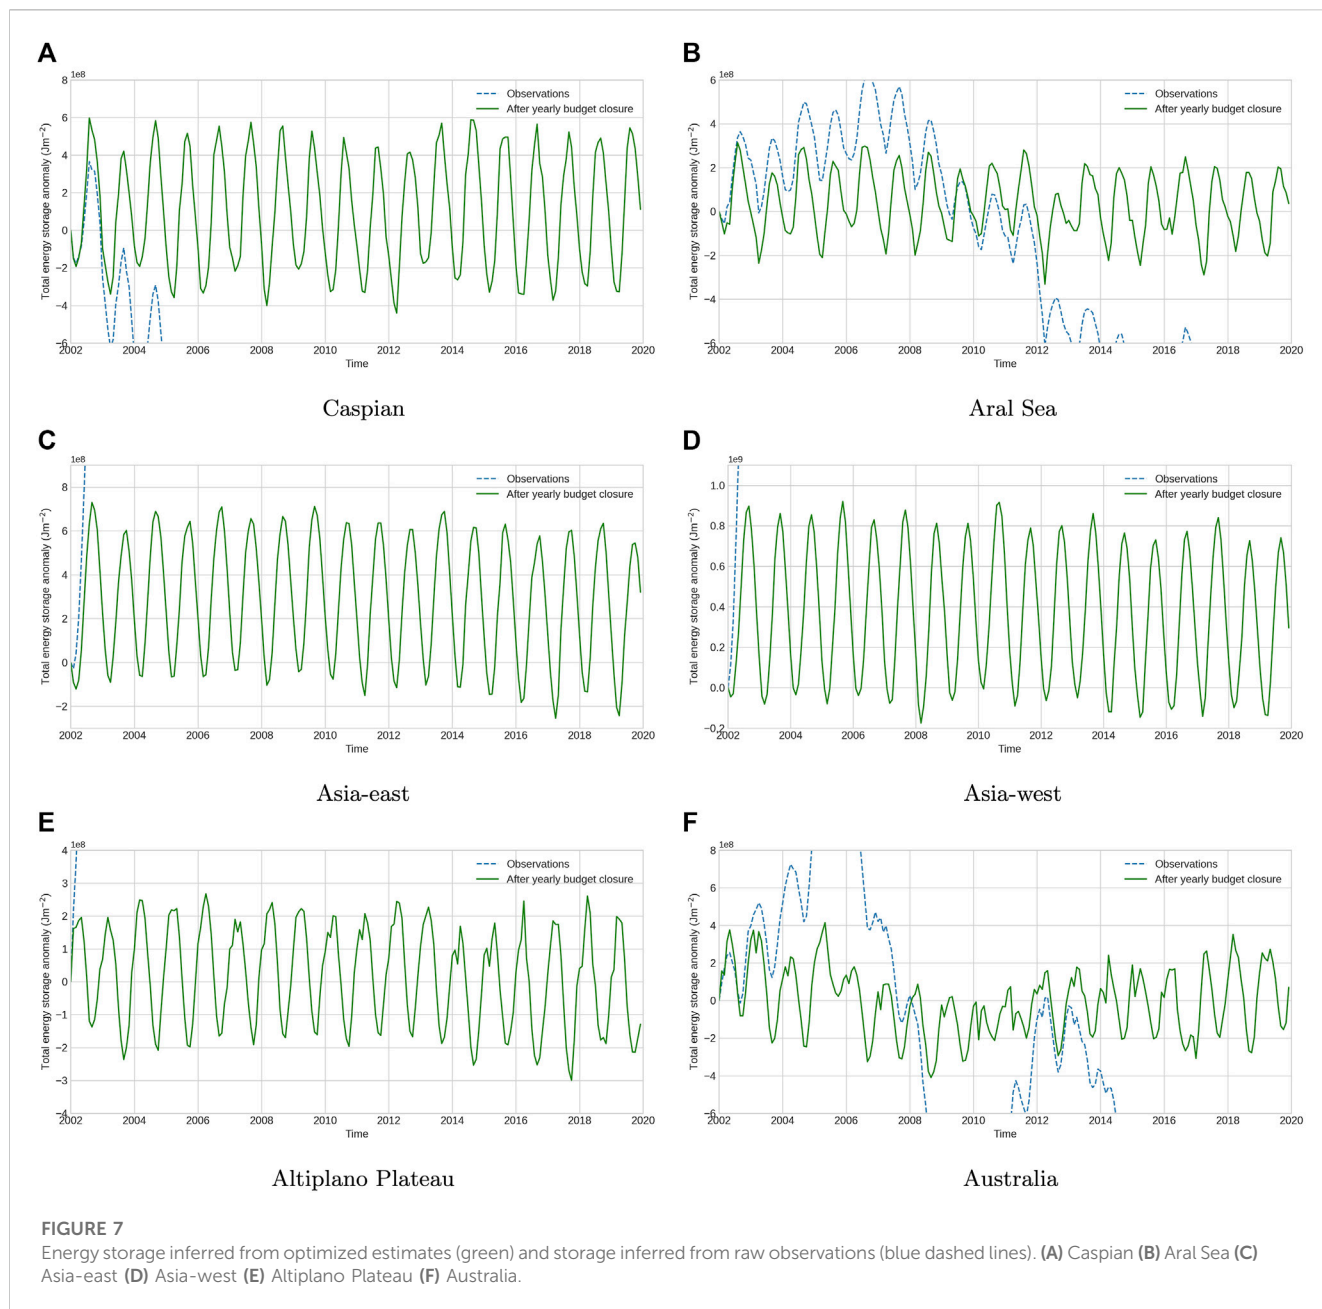 A
1e8
Observations
After yearly budget closure
Total energy storage anomaly (Jm⁻²)
8
6
4
2
0
−2
−4
−6
2002 2004 2006 2008 2010 2012 2014 2016 2018 2020
Time
Caspian
B
1e8
Observations
After yearly budget closure
Total energy storage anomaly (Jm⁻²)
6
4
2
0
−2
−4
−6
2002 2004 2006 2008 2010 2012 2014 2016 2018 2020
Time
Aral Sea
C
1e8
Observations
After yearly budget closure
Total energy storage anomaly (Jm⁻²)
8
6
4
2
0
−2
2002 2004 2006 2008 2010 2012 2014 2016 2018 2020
Time
Asia-east
D
1e9
Observations
After yearly budget closure
Total energy storage anomaly (Jm⁻²)
1.0
0.8
0.6
0.4
0.2
0.0
−0.2
2002 2004 2006 2008 2010 2012 2014 2016 2018 2020
Time
Asia-west
E
1e8
Observations
After yearly budget closure
Total energy storage anomaly (Jm⁻²)
4
3
2
1
0
−1
−2
−3
−4
2002 2004 2006 2008 2010 2012 2014 2016 2018 2020
Time
Altiplano Plateau
F
1e8
Observations
After yearly budget closure
Total energy storage anomaly (Jm⁻²)
8
6
4
2
0
−2
−4
−6
2002 2004 2006 2008 2010 2012 2014 2016 2018 2020
Time
Australia
FIGURE 7
Energy storage inferred from optimized estimates (green) and storage inferred from raw observations (blue dashed lines). (A) Caspian (B) Aral Sea (C)
Asia-east (D) Asia-west (E) Altiplano Plateau (F) Australia.